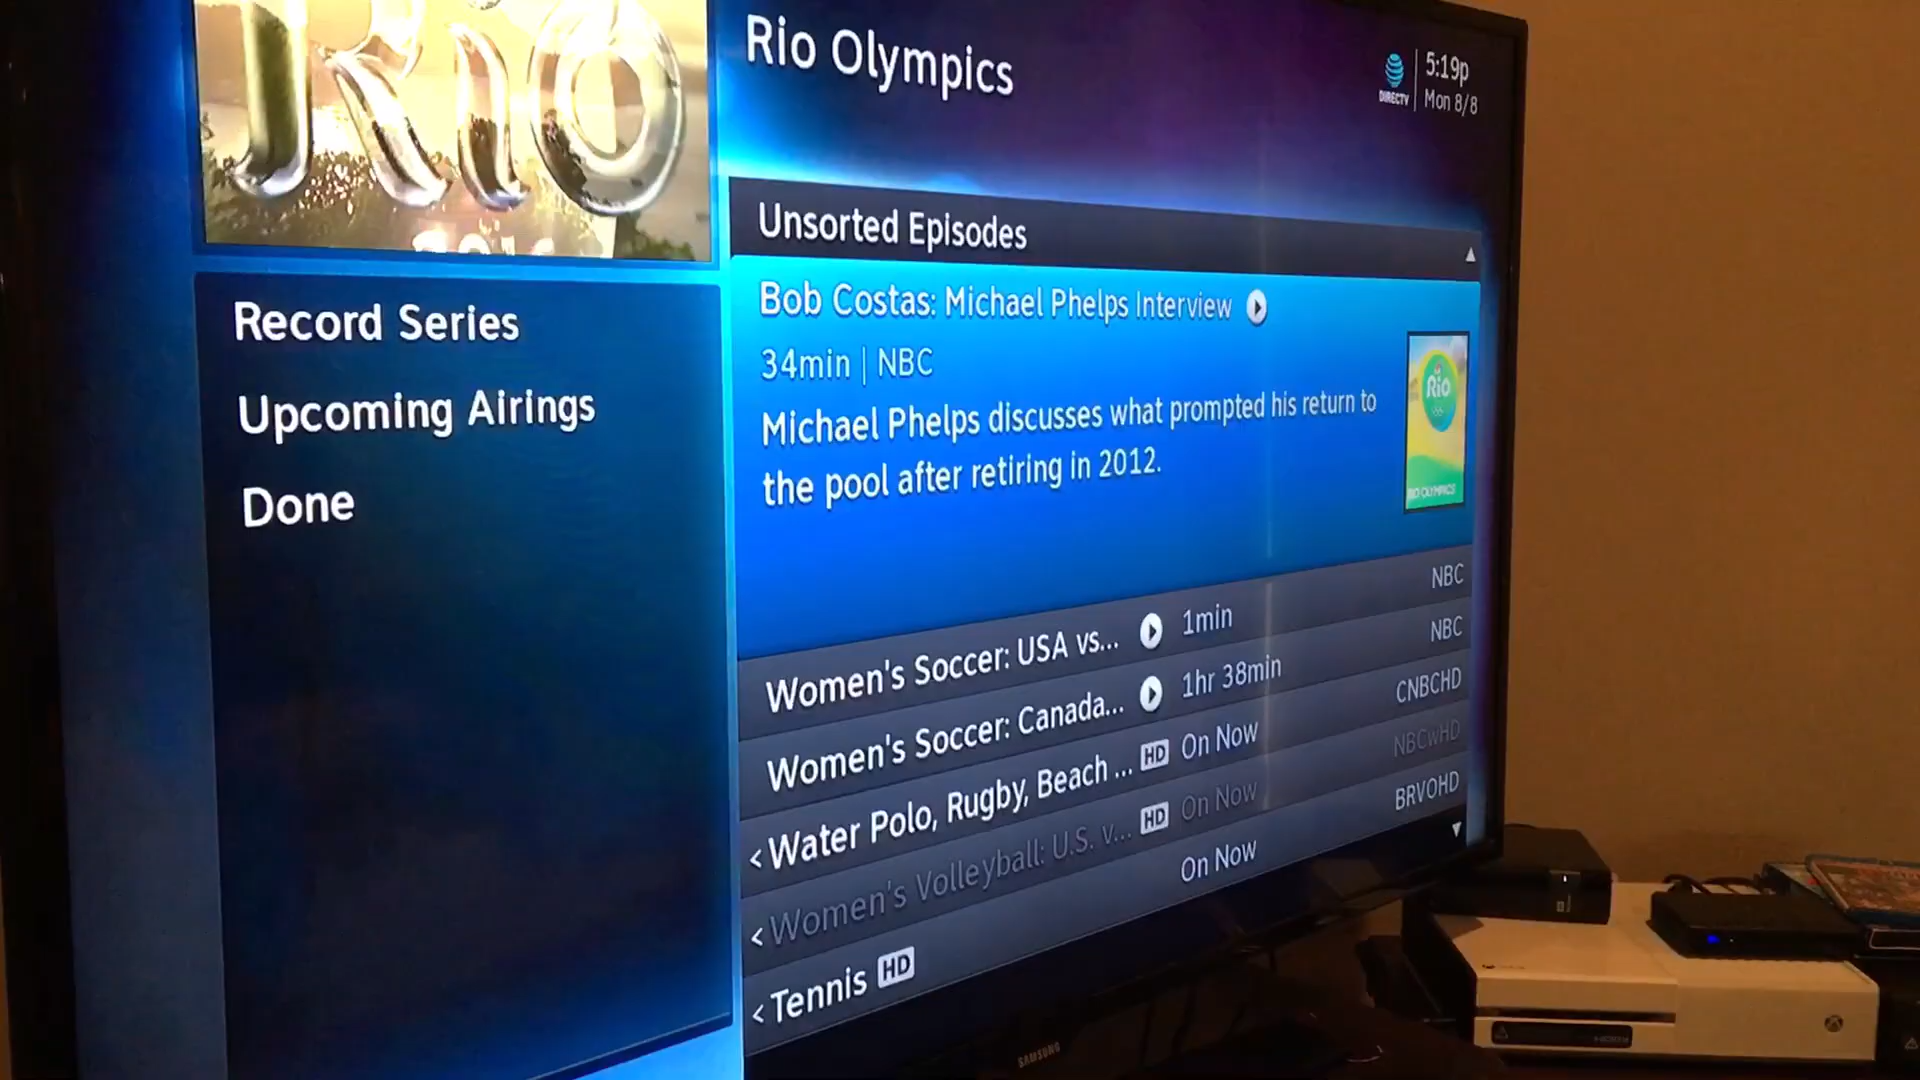 Rio
Rio Olympics
DIRECTV
5:19p
Mon 8/8
Record Series
Upcoming Airings
Done
Unsorted Episodes
Bob Costas: Michael Phelps Interview
34min | NBC
Michael Phelps discusses what prompted his return to
the pool after retiring in 2012.
Rio
RIO OLYMPICS
Women's Soccer: USA vs... 1min NBC
Women's Soccer: Canada... 1hr 38min NBC
<Water Polo, Rugby, Beach ... HD On Now CNBCHD
<Women's Volleyball: U.S. v... HD On Now NBCwHD
<Tennis HD On Now BRVOHD
SAMSUNG